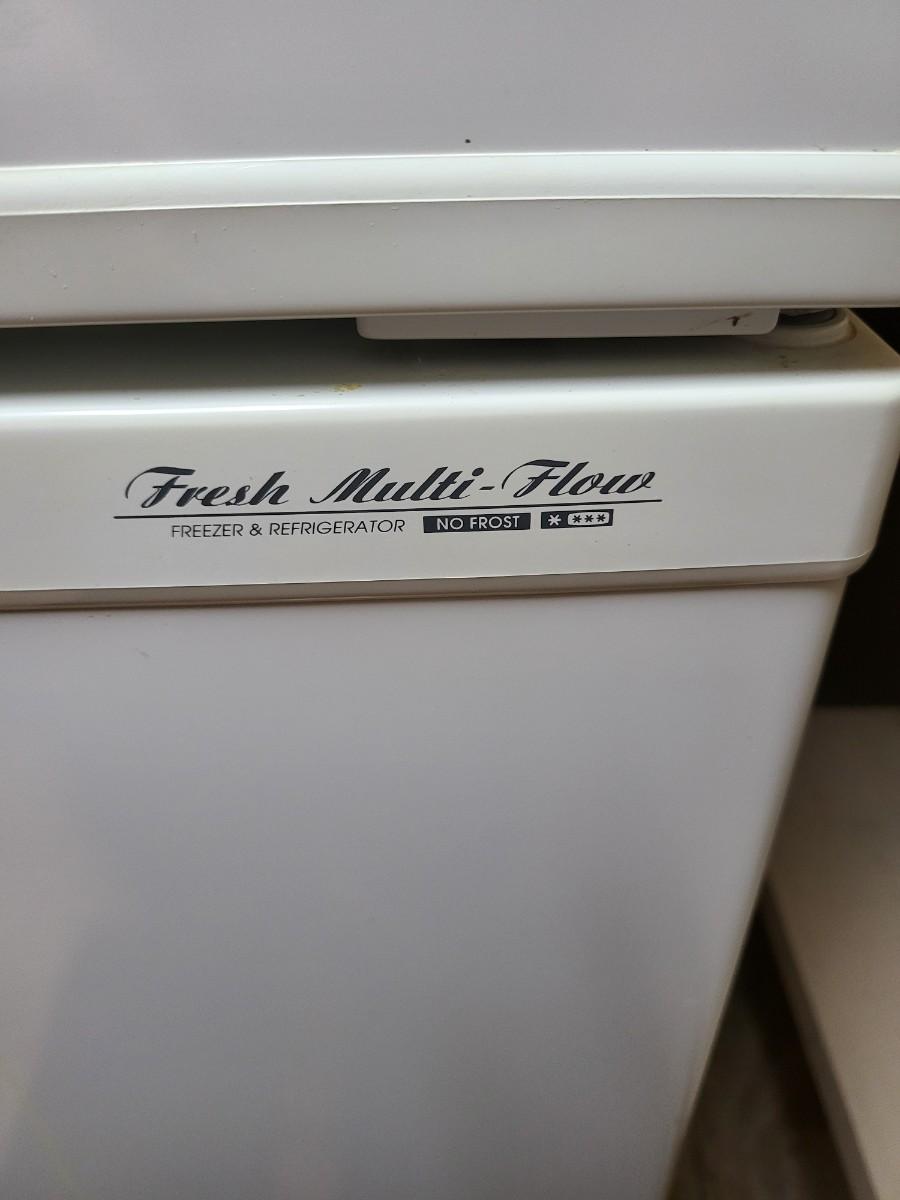 Fresh Multi-Flow
FREEZER & REFRIGERATOR NO FROST * ***